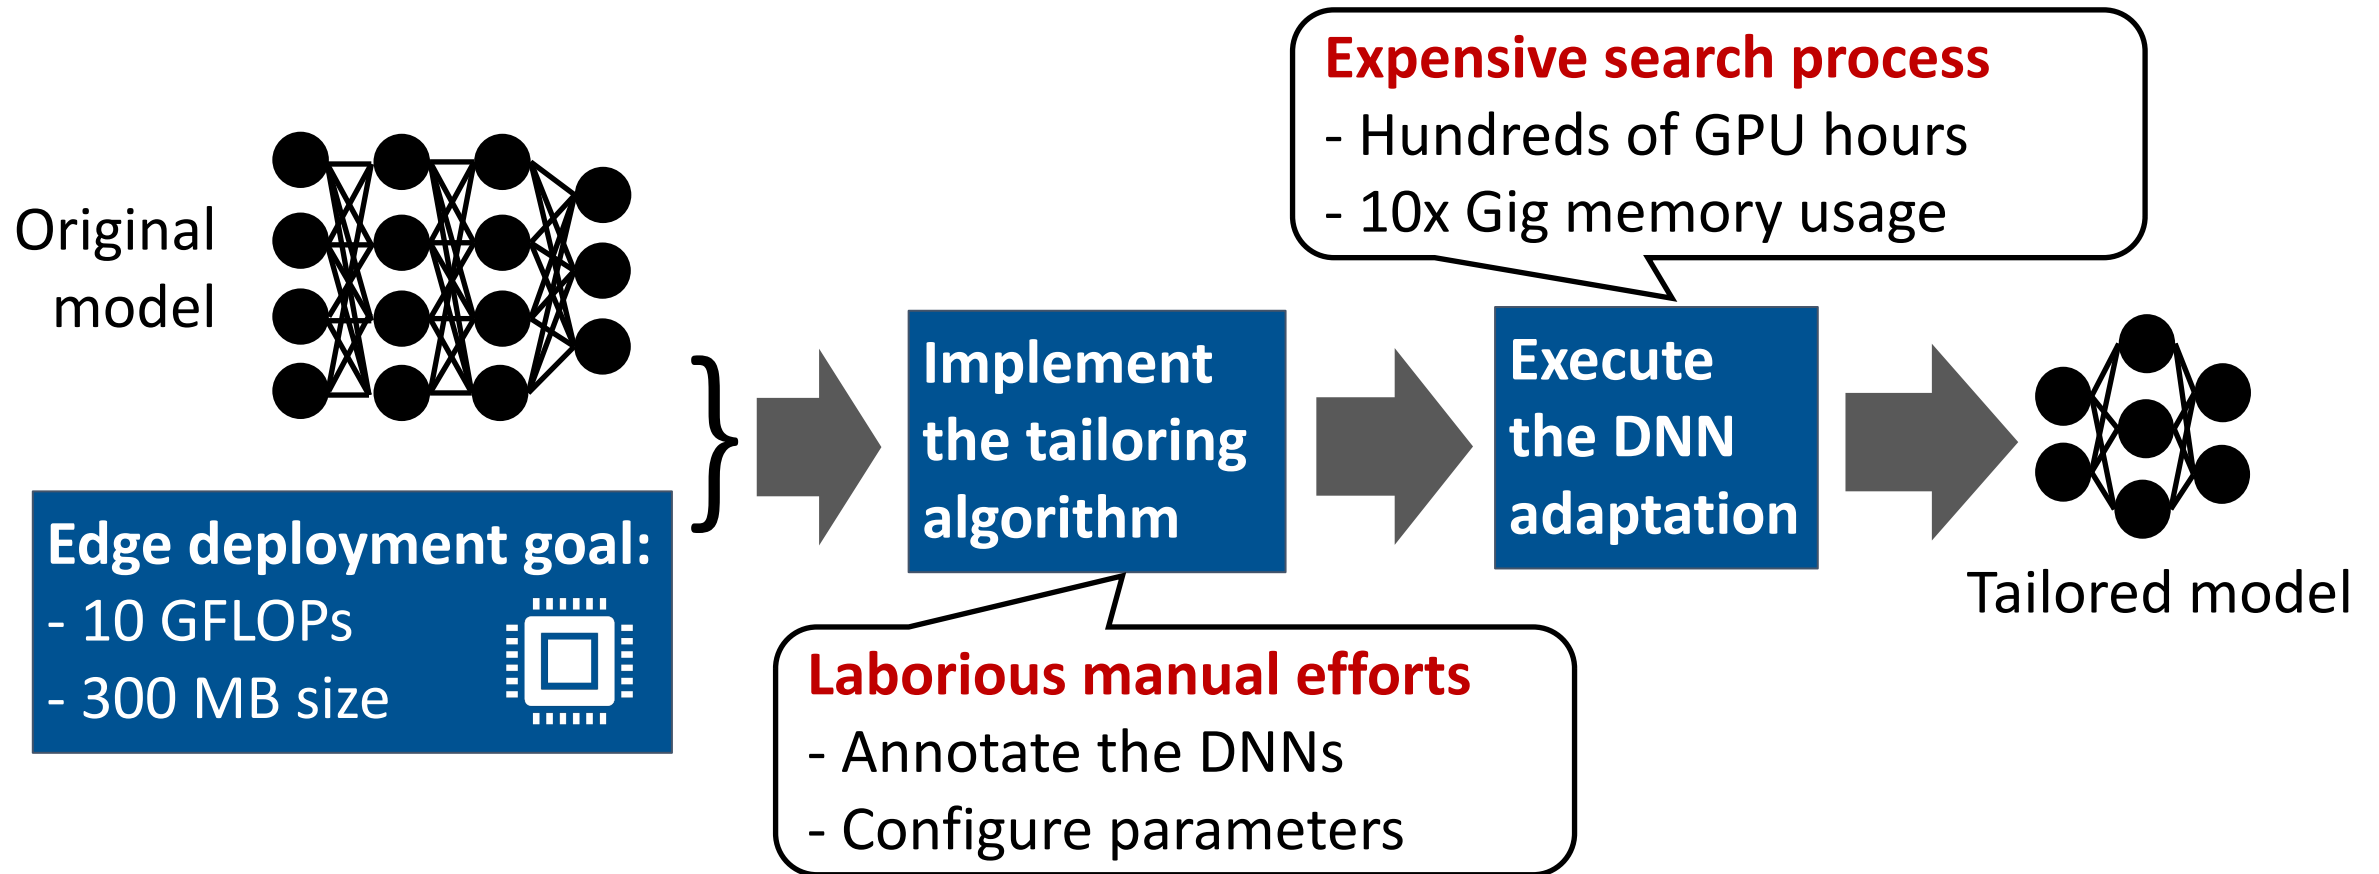 Original
model
Edge deployment goal:
- 10 GFLOPs
- 300 MB size
}
Implement
the tailoring
algorithm
Laborious manual efforts
- Annotate the DNNs
- Configure parameters
Expensive search process
- Hundreds of GPU hours
- 10x Gig memory usage
Execute
the DNN
adaptation
Tailored model